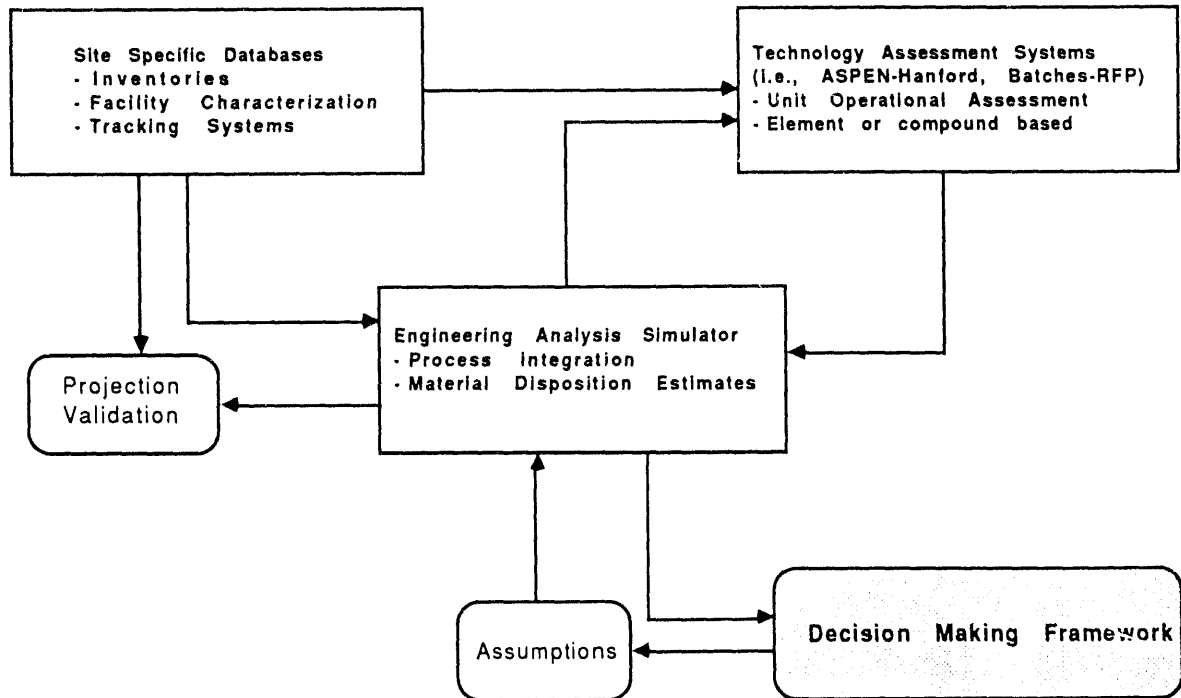 Site Specific Databases
- Inventories
- Facility Characterization
- Tracking Systems
Technology Assessment Systems
(i.e., ASPEN-Hanford, Batches-RFP)
- Unit Operational Assessment
- Element or compound based
Engineering Analysis Simulator
- Process Integration
- Material Disposition Estimates
Projection
Validation
Assumptions
Decision Making Framework